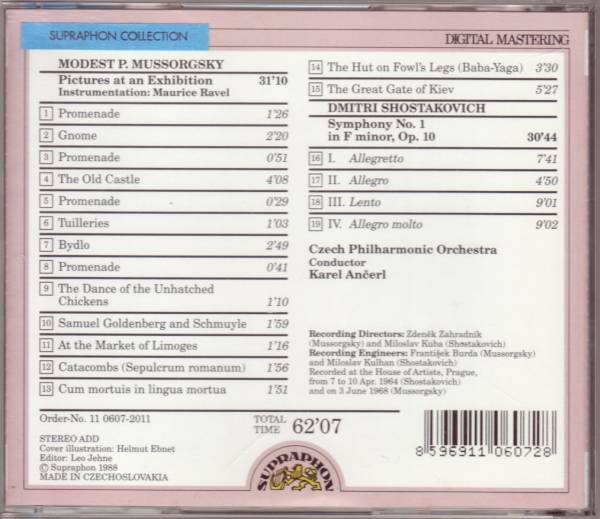 SUPRAPHON COLLECTION
DIGITAL MASTERING
MODEST P. MUSSORGSKY
Pictures at an Exhibition 31'10
Instrumentation: Maurice Ravel
1 Promenade 1'26
2 Gnome 2'20
3 Promenade 0'51
4 The Old Castle 4'08
5 Promenade 0'29
6 Tuilleries 1'03
7 Bydlo 2'49
8 Promenade 0'41
9 The Dance of the Unhatched
Chickens 1'10
10 Samuel Goldenberg and Schmuyle 1'59
11 At the Market of Limoges 1'16
12 Catacombs (Sepulcrum romanum) 1'56
13 Cum mortuis in lingua mortua 1'51
14 The Hut on Fowl's Legs (Baba-Yaga) 3'30
15 The Great Gate of Kiev 5'27
DMITRI SHOSTAKOVICH
Symphony No. 1
in F minor, Op. 10 30'44
16 I. Allegretto 7'41
17 II. Allegro 4'50
18 III. Lento 9'01
19 IV. Allegro molto 9'02
Czech Philharmonic Orchestra
Conductor
Karel Ančerl
Recording Directors: Zdeněk Zahradník
(Mussorgsky) and Miloslav Kuba (Shostakovich)
Recording Engineers: František Burda (Mussorgsky)
and Miloslav Kulhan (Shostakovich)
Recorded at the House of Artists, Prague,
from 7 to 10 Apr. 1964 (Shostakovich)
and on 3 June 1968 (Mussorgsky)
Order-No. 11 0607-2011
STEREO ADD
Cover illustration: Helmut Ebnet
Editor: Leo Jehne
© Supraphon 1988
MADE IN CZECHOSLOVAKIA
TOTAL
TIME 62'07
SUPRAPHON
8 596911 060728